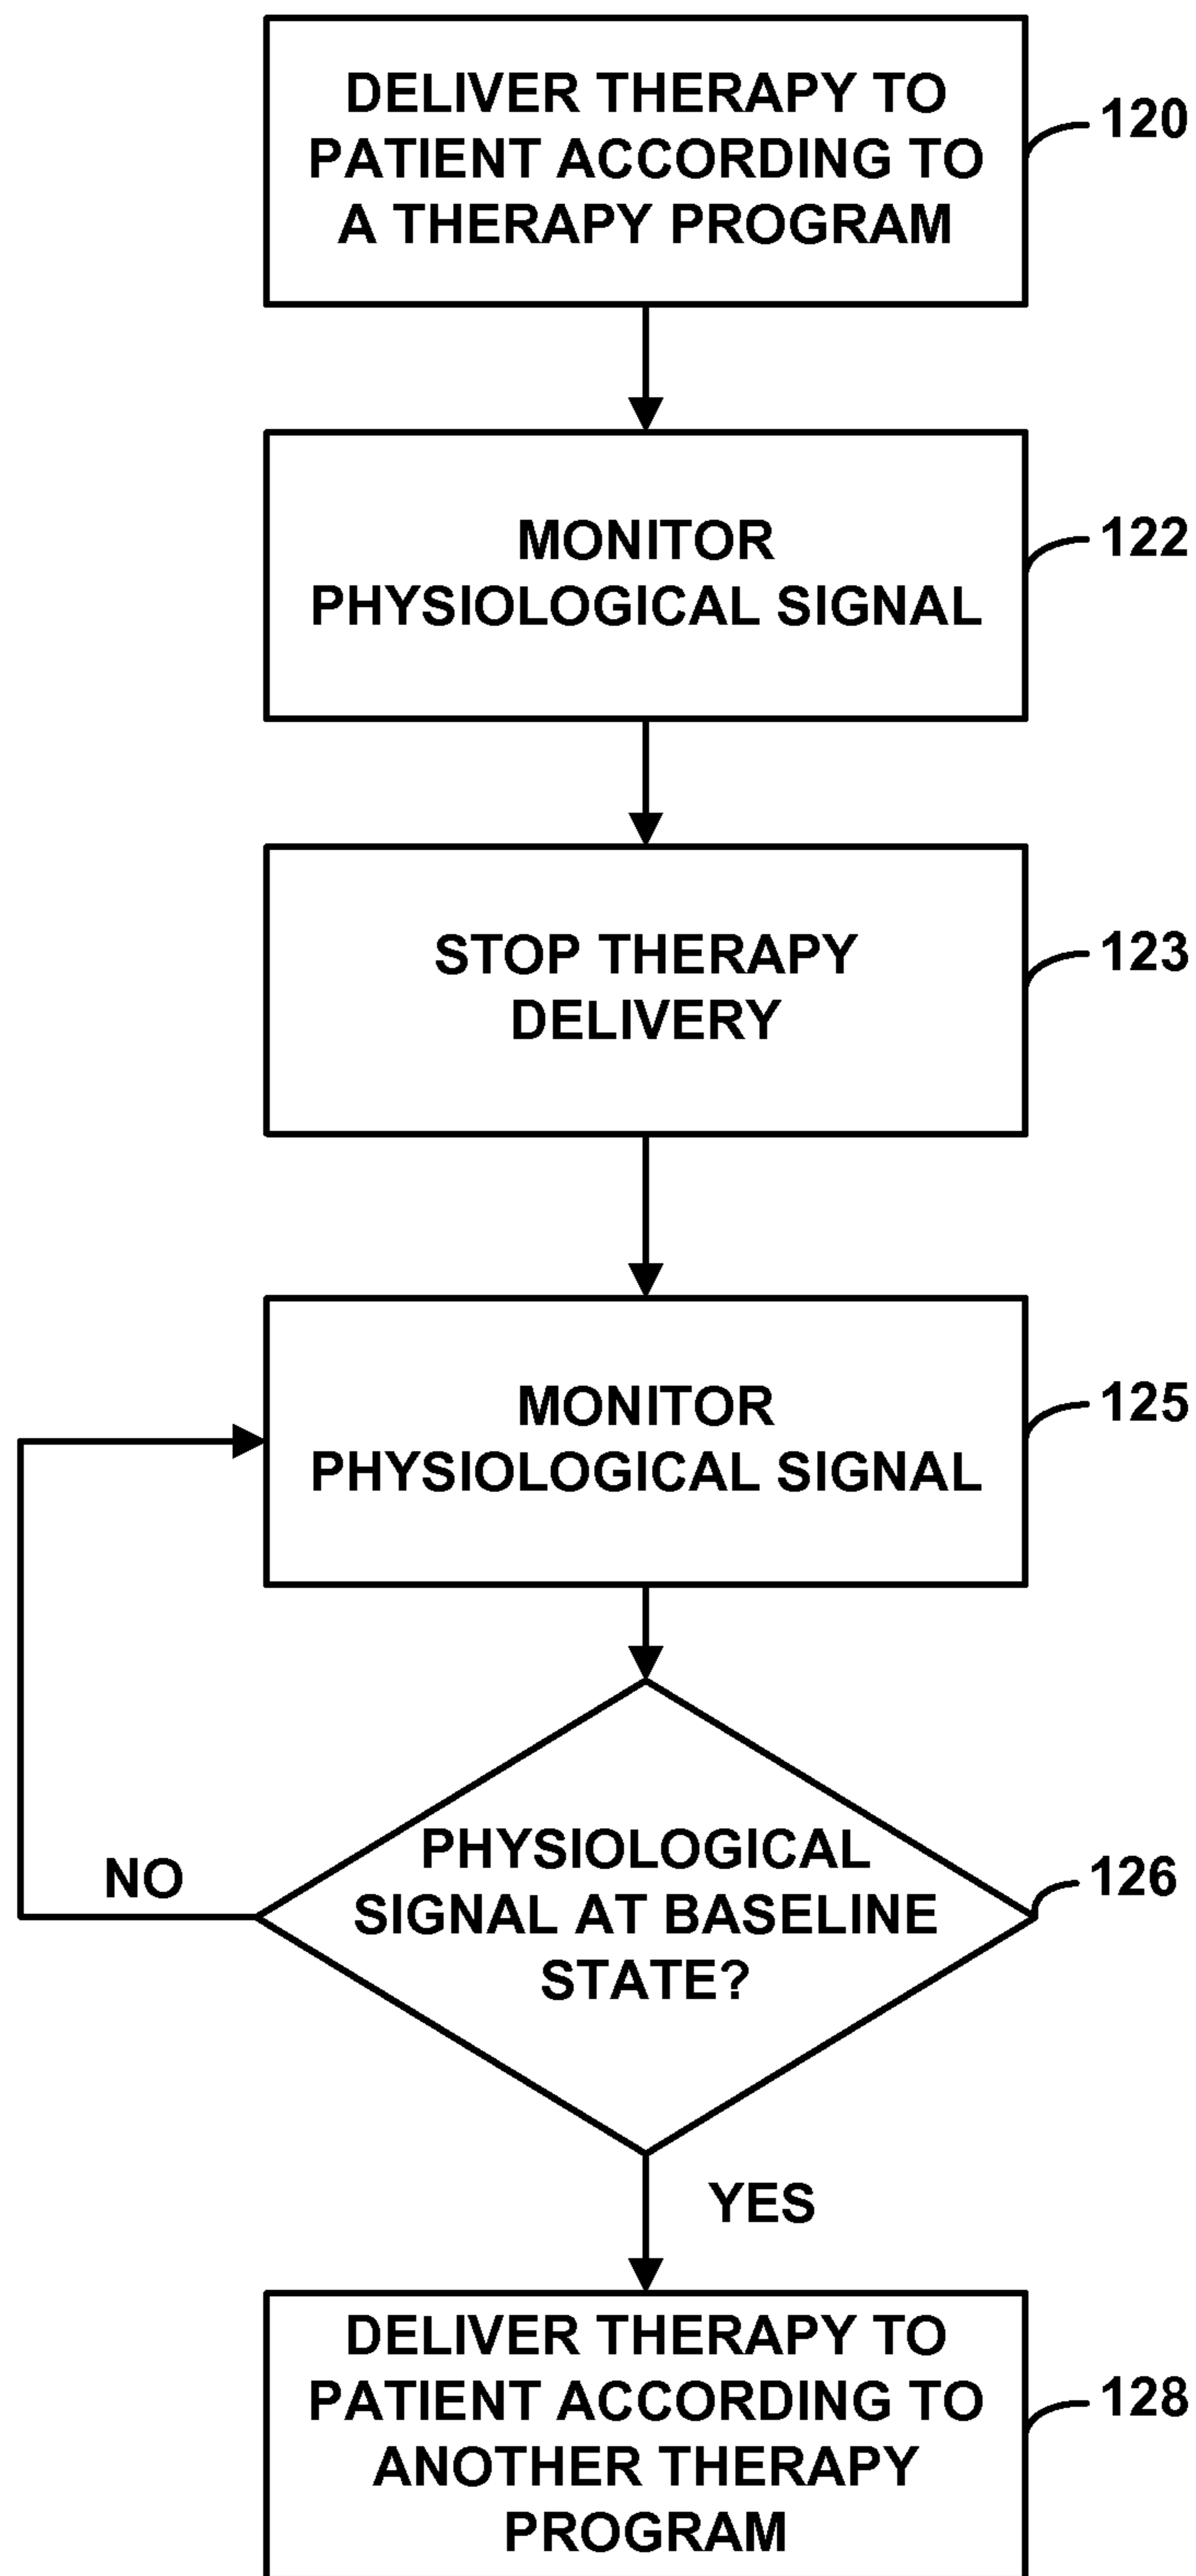 DELIVER THERAPY TO
PATIENT ACCORDING TO
A THERAPY PROGRAM
120
MONITOR
PHYSIOLOGICAL SIGNAL
122
STOP THERAPY
DELIVERY
123
MONITOR
PHYSIOLOGICAL SIGNAL
125
PHYSIOLOGICAL
SIGNAL AT BASELINE
STATE?
126
NO
YES
DELIVER THERAPY TO
PATIENT ACCORDING TO
ANOTHER THERAPY
PROGRAM
128